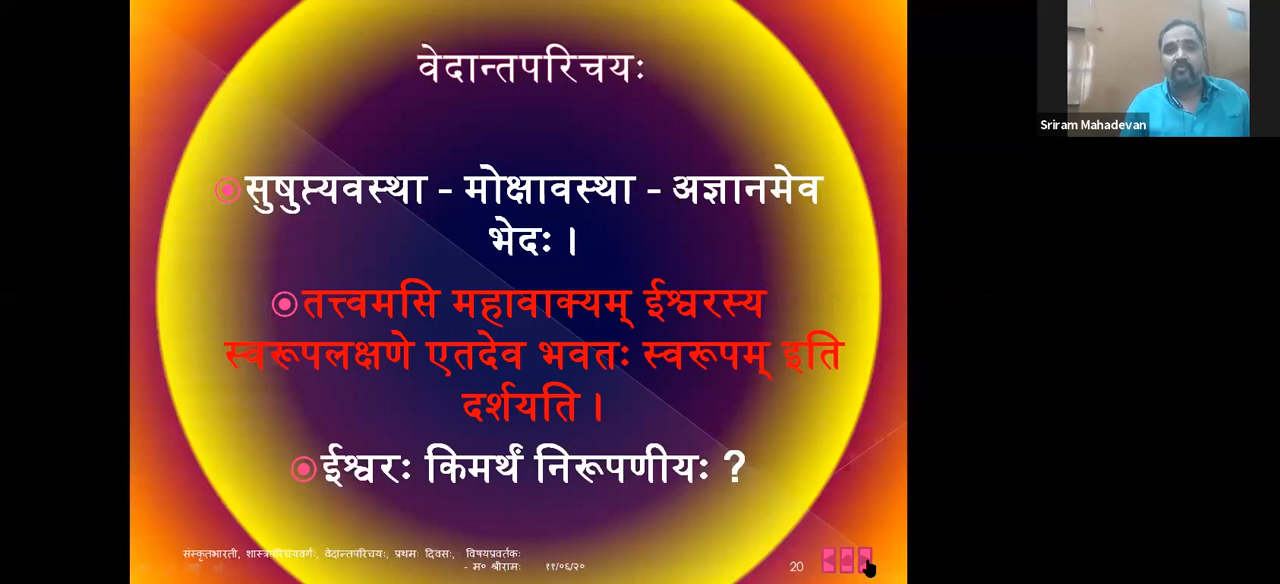 वेदान्तपरिचयः
सुषुप्त्यवस्था - मोक्षावस्था - अज्ञानमेव
भेदः ।
तत्त्वमसि महावाक्यम् ईश्वरस्य
स्वरूपलक्षणे एतदेव भवतः स्वरूपम् इति
दर्शयति ।
ईश्वरः किमर्थं निरूपणीयः ?
संस्कृतभारती, शास्त्रपरिचयवर्गः, वेदान्तपरिचयः, प्रथमः दिवसः, विषयप्रवर्तकः
- म० श्रीरामः ११/०६/२०
20
Sriram Mahadevan